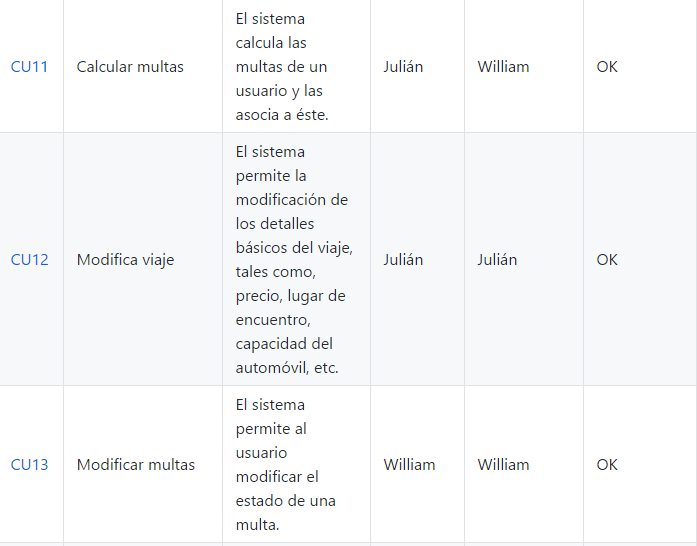 CU11
Calcular multas
El sistema
calcula las
multas de un
usuario y las
asocia a éste.
Julián
William
OK
CU12
Modifica viaje
El sistema
permite la
modificación de
los detalles
básicos del viaje,
tales como,
precio, lugar de
encuentro,
capacidad del
automóvil, etc.
Julián
Julián
OK
CU13
Modificar multas
El sistema
permite al
usuario
modificar el
estado de una
multa.
William
William
OK